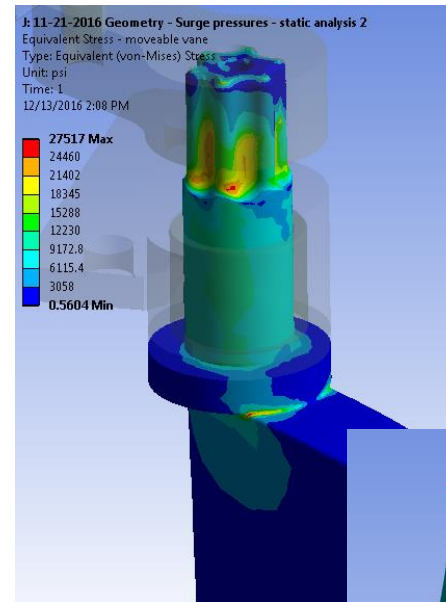 J: 11-21-2016 Geometry - Surge pressures - static analysis 2
Equivalent Stress - moveable vane
Type: Equivalent (von-Mises) Stress
Unit: psi
Time: 1
12/13/2016 2:08 PM
27517 Max
24460
21402
18345
15288
12230
9172.8
6115.4
3058
0.5604 Min